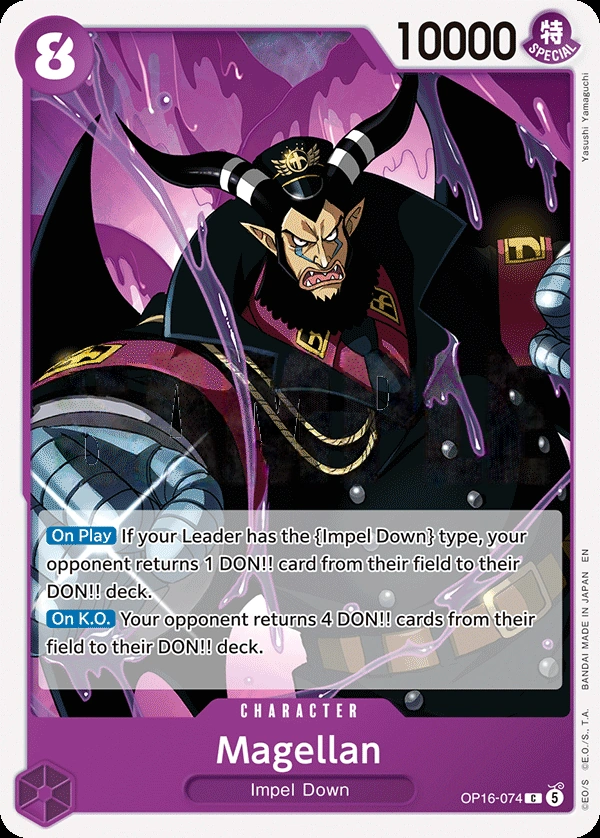 8
10000
特
SPECIAL
Yasushi Yamaguchi
On Play If your Leader has the {Impel Down} type, your
opponent returns 1 DON!! card from their field to their
DON!! deck.
On K.O. Your opponent returns 4 DON!! cards from their
field to their DON!! deck.
CHARACTER
Magellan
Impel Down
OP16-074 C 5
©EO/S ©E.O./S., T.A. BANDAI MADE IN JAPAN EN